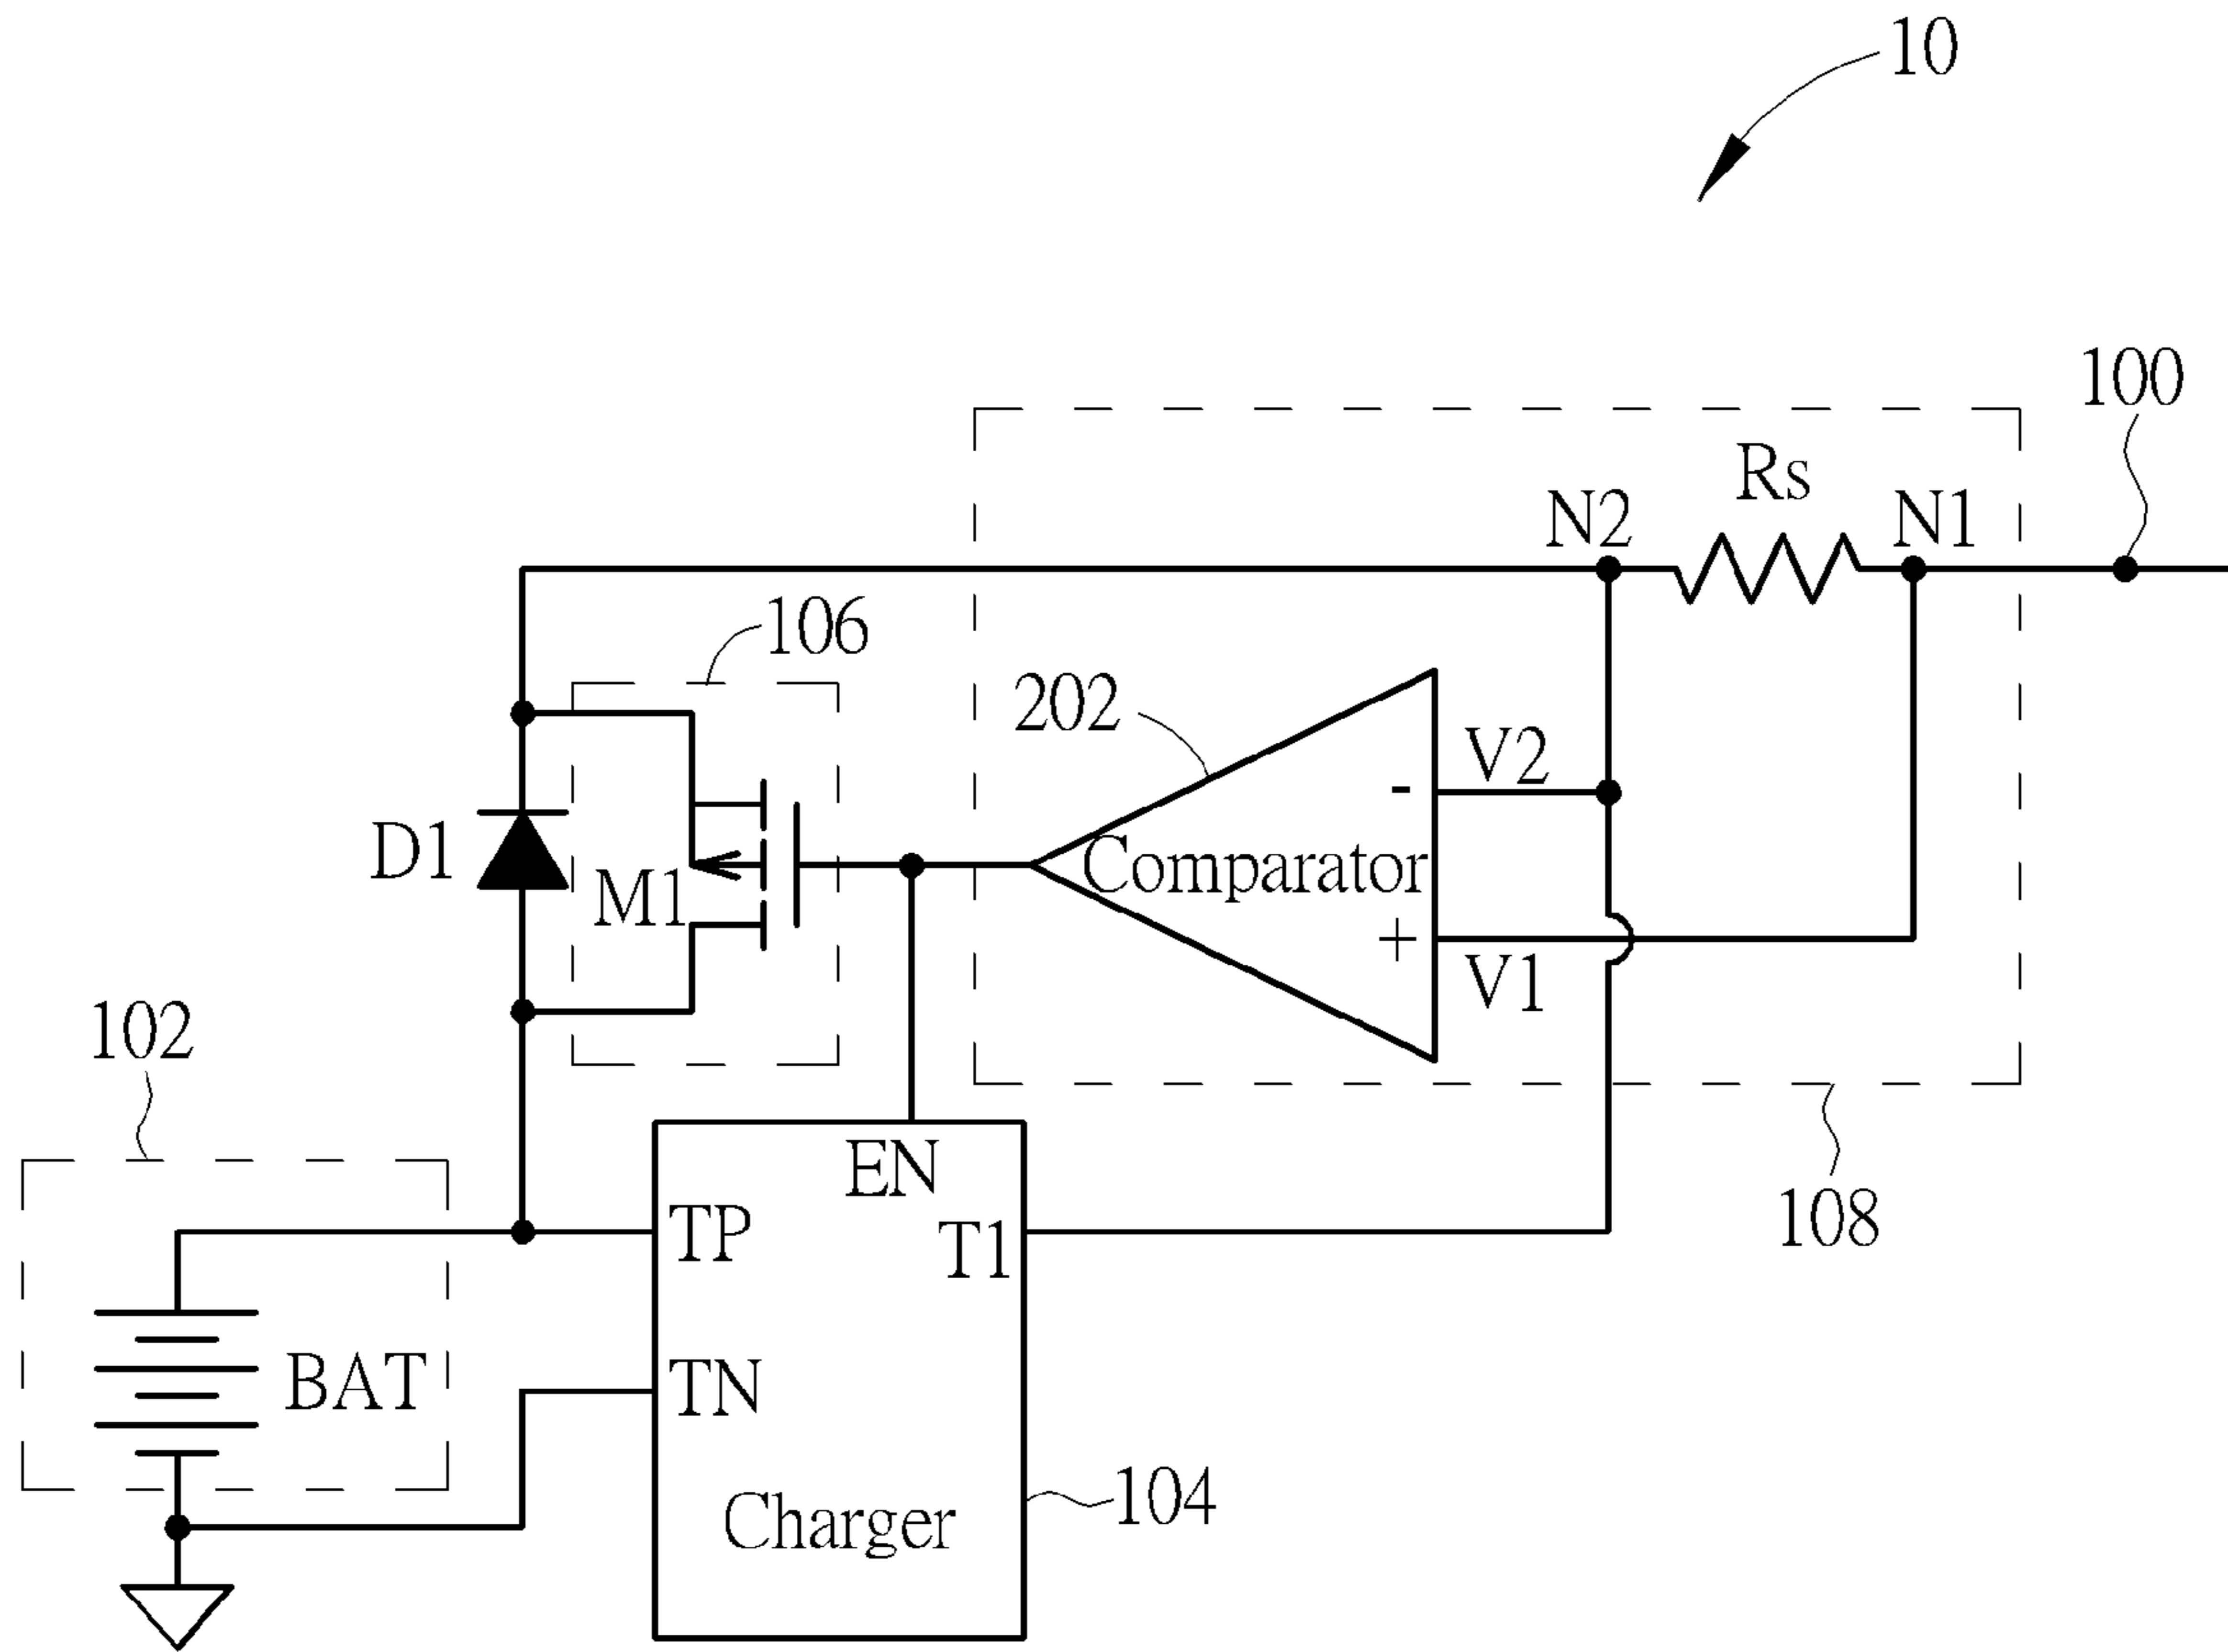 10
100
Rs
N2
N1
106
202
V2
-
D1
Comparator
M1
+
V1
102
EN
TP
T1
108
BAT
TN
104
Charger